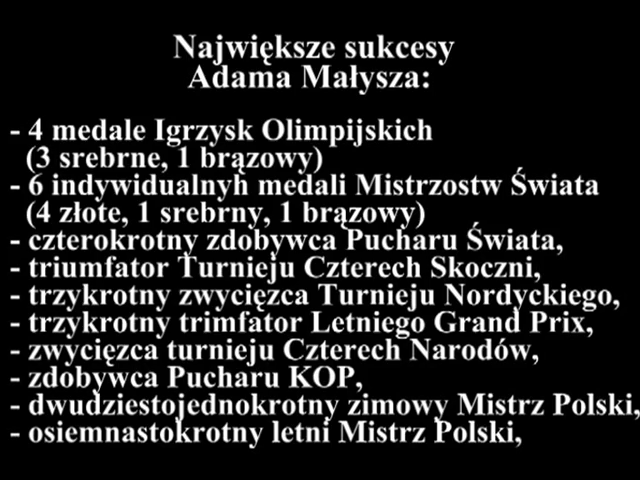 Największe sukcesy
Adama Małysza:
- 4 medale Igrzysk Olimpijskich
(3 srebrne, 1 brązowy)
- 6 indywidualnyh medali Mistrzostw Świata
(4 złote, 1 srebrny, 1 brązowy)
- czterokrotny zdobywca Pucharu Świata,
- triumfator Turnieju Czterech Skoczni,
- trzykrotny zwycięzca Turnieju Nordyckiego,
- trzykrotny trimfator Letniego Grand Prix,
- zwycięzca turnieju Czterech Narodów,
- zdobywca Pucharu KOP,
- dwudziestojednokrotny zimowy Mistrz Polski,
- osiemnastokrotny letni Mistrz Polski,